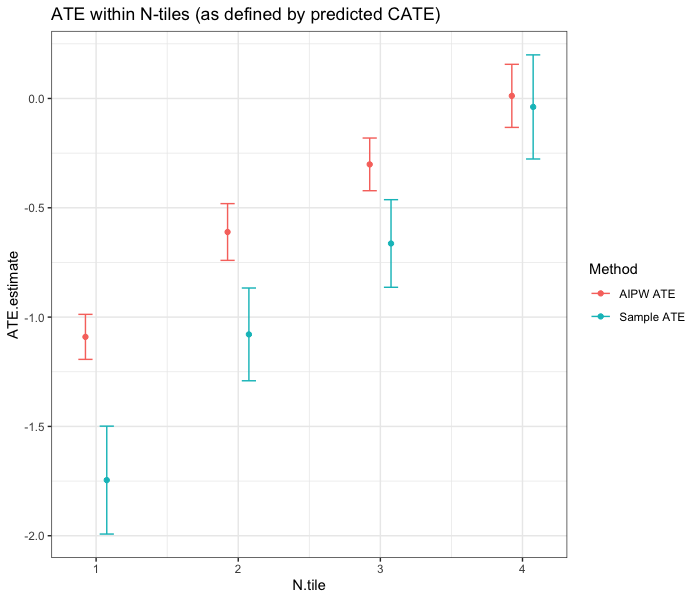 ATE within N-tiles (as defined by predicted CATE)
0.0
-0.5
-1.0
-1.5
-2.0
ATE.estimate
1 2 3 4
N.tile
Method
AIPW ATE
Sample ATE